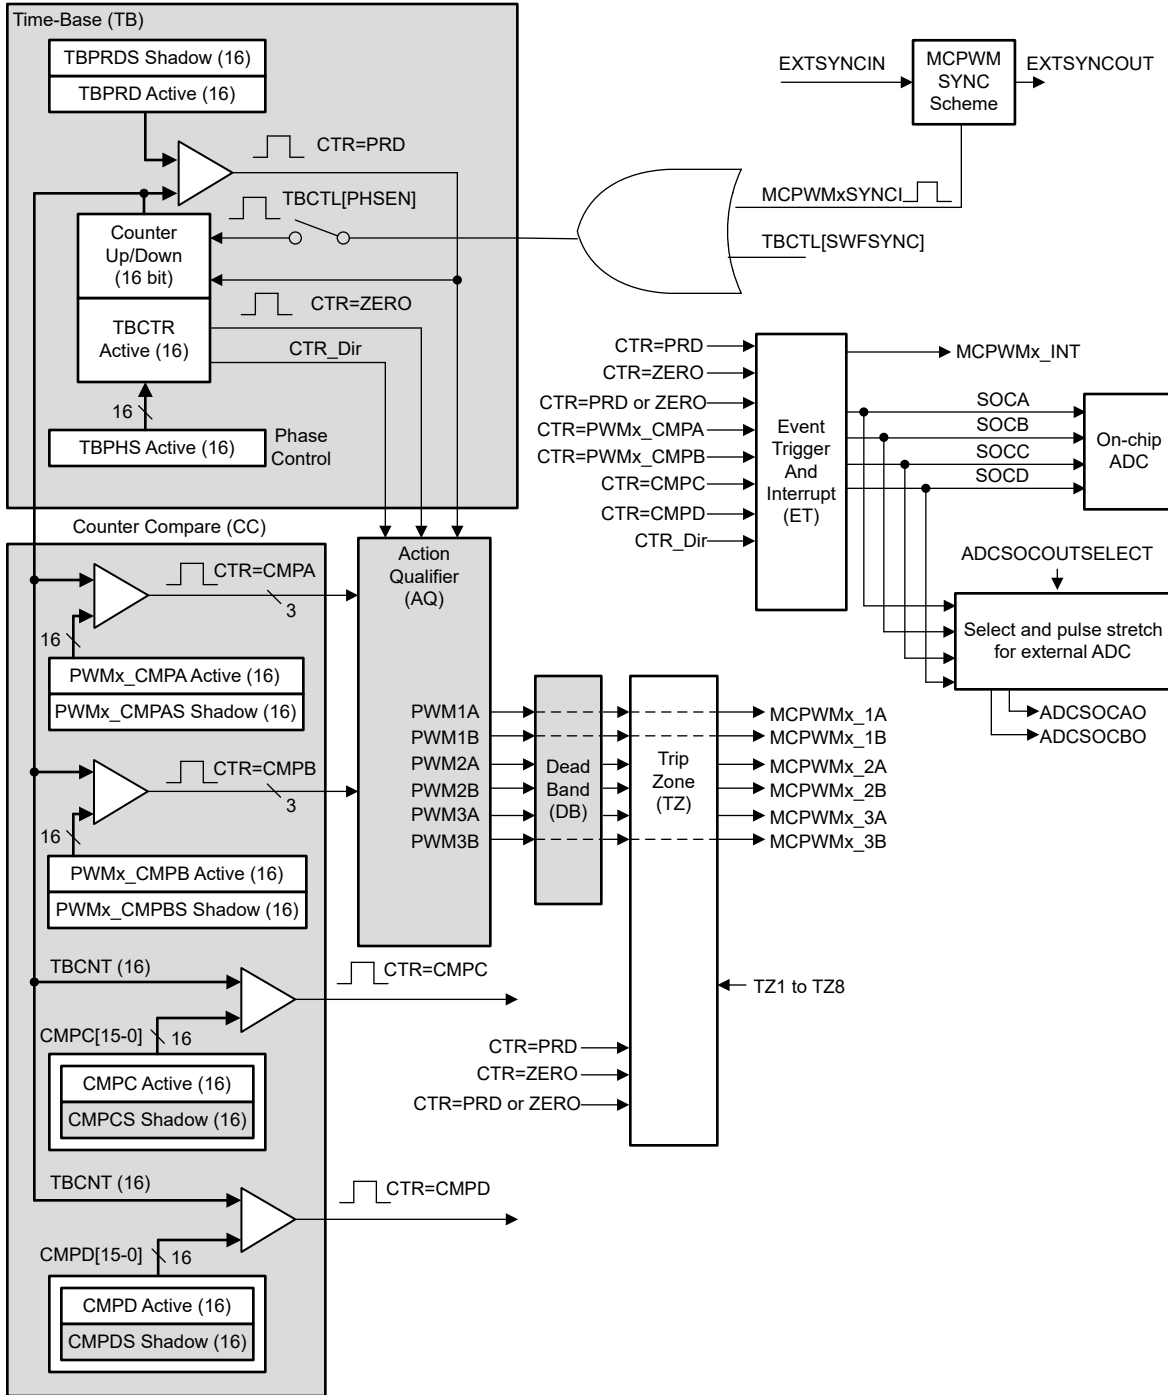 Time-Base (TB)
TBPRDS Shadow (16)
TBPRD Active (16)
CTR=PRD
TBCTL[PHSEN]
Counter
Up/Down
(16 bit)
CTR=ZERO
TBCTR
Active (16)
CTR_Dir
16
TBPHS Active (16)
Phase
Control
EXTSYNCIN
MCPWM
SYNC
Scheme
EXTSYNCOUT
MCPWMxSYNCI
TBCTL[SWFSYNC]
CTR=PRD
CTR=ZERO
CTR=PRD or ZERO
CTR=PWMx_CMPA
CTR=PWMx_CMPB
CTR=CMPC
CTR=CMPD
CTR_Dir
Event
Trigger
And
Interrupt
(ET)
MCPWMx_INT
SOCA
SOCB
SOCC
SOCD
On-chip
ADC
ADCSOCOUTSELECT
Select and pulse stretch
for external ADC
ADCSOCAO
ADCSOCBO
Counter Compare (CC)
CTR=CMPA
3
16
PWMx_CMPA Active (16)
PWMx_CMPAS Shadow (16)
CTR=CMPB
3
16
PWMx_CMPB Active (16)
PWMx_CMPBS Shadow (16)
TBCNT (16)
CTR=CMPC
CMPC[15-0]
16
CMPC Active (16)
CMPCS Shadow (16)
TBCNT (16)
CTR=CMPD
CMPD[15-0]
16
CMPD Active (16)
CMPDS Shadow (16)
Action
Qualifier
(AQ)
PWM1A
PWM1B
PWM2A
PWM2B
PWM3A
PWM3B
Dead
Band
(DB)
Trip
Zone
(TZ)
MCPWMx_1A
MCPWMx_1B
MCPWMx_2A
MCPWMx_2B
MCPWMx_3A
MCPWMx_3B
TZ1 to TZ8
CTR=PRD
CTR=ZERO
CTR=PRD or ZERO